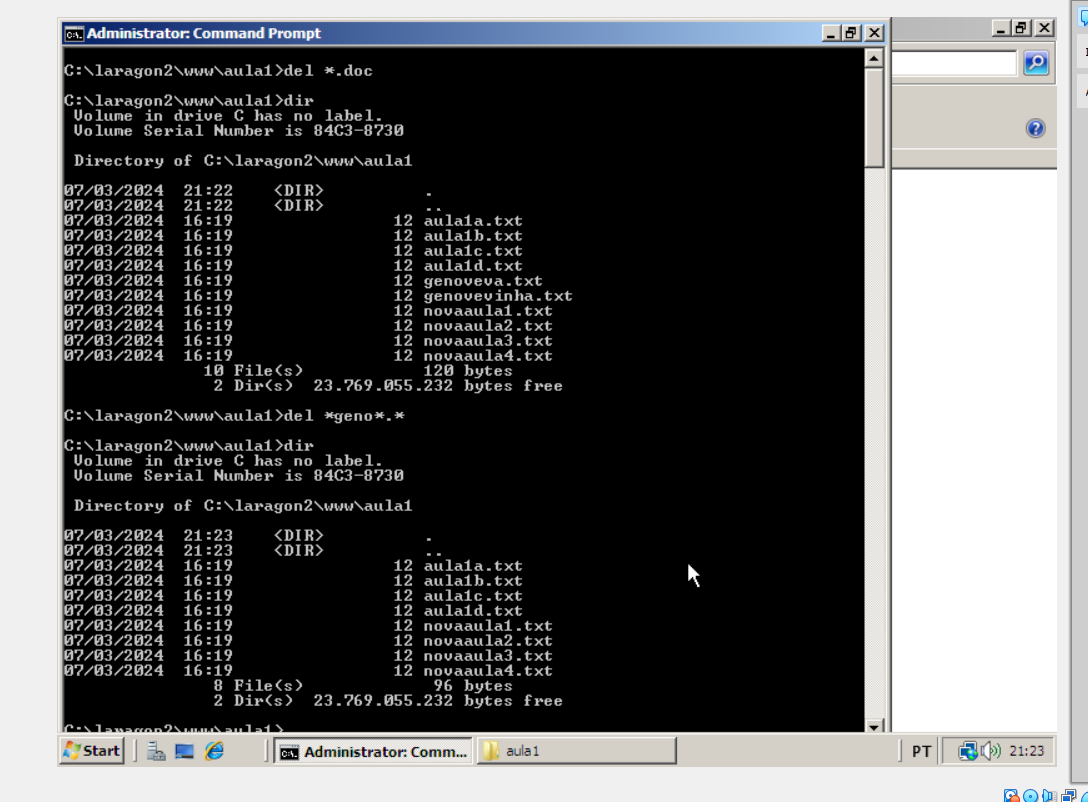 Administrator: Command Prompt
C:\laragon2\www\aula1>del *.doc
C:\laragon2\www\aula1>dir
 Volume in drive C has no label.
 Volume Serial Number is 84C3-8730
 Directory of C:\laragon2\www\aula1
07/03/2024  21:22    <DIR>          .
07/03/2024  21:22    <DIR>          ..
07/03/2024  16:19                12 aula1a.txt
07/03/2024  16:19                12 aula1b.txt
07/03/2024  16:19                12 aula1c.txt
07/03/2024  16:19                12 aula1d.txt
07/03/2024  16:19                12 genoveva.txt
07/03/2024  16:19                12 genovevinha.txt
07/03/2024  16:19                12 novaaula1.txt
07/03/2024  16:19                12 novaaula2.txt
07/03/2024  16:19                12 novaaula3.txt
07/03/2024  16:19                12 novaaula4.txt
              10 File(s)            120 bytes
               2 Dir(s)  23.769.055.232 bytes free
C:\laragon2\www\aula1>del *geno*.*
C:\laragon2\www\aula1>dir
 Volume in drive C has no label.
 Volume Serial Number is 84C3-8730
 Directory of C:\laragon2\www\aula1
07/03/2024  21:23    <DIR>          .
07/03/2024  21:23    <DIR>          ..
07/03/2024  16:19                12 aula1a.txt
07/03/2024  16:19                12 aula1b.txt
07/03/2024  16:19                12 aula1c.txt
07/03/2024  16:19                12 aula1d.txt
07/03/2024  16:19                12 novaaula1.txt
07/03/2024  16:19                12 novaaula2.txt
07/03/2024  16:19                12 novaaula3.txt
07/03/2024  16:19                12 novaaula4.txt
               8 File(s)             96 bytes
               2 Dir(s)  23.769.055.232 bytes free
C:\laragon2\www\aula1>
Start Administrator: Comm... aula1 PT 21:23